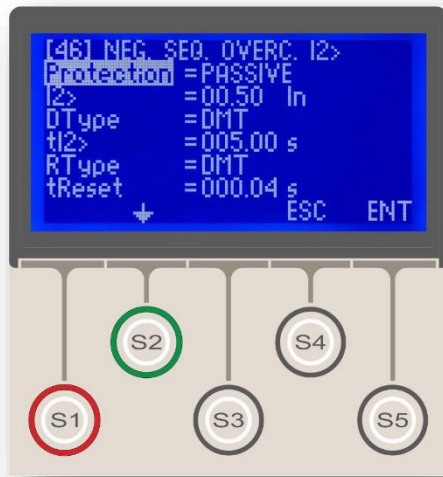 [46] NEG. SEQ. OVERC. I2>
Protection =PASSIVE
I2> =00.50 In
DType =DMT
tI2> =005.00 s
RType =DMT
tReset =000.04 s
ESC ENT
S2 S4
S1 S3 S5